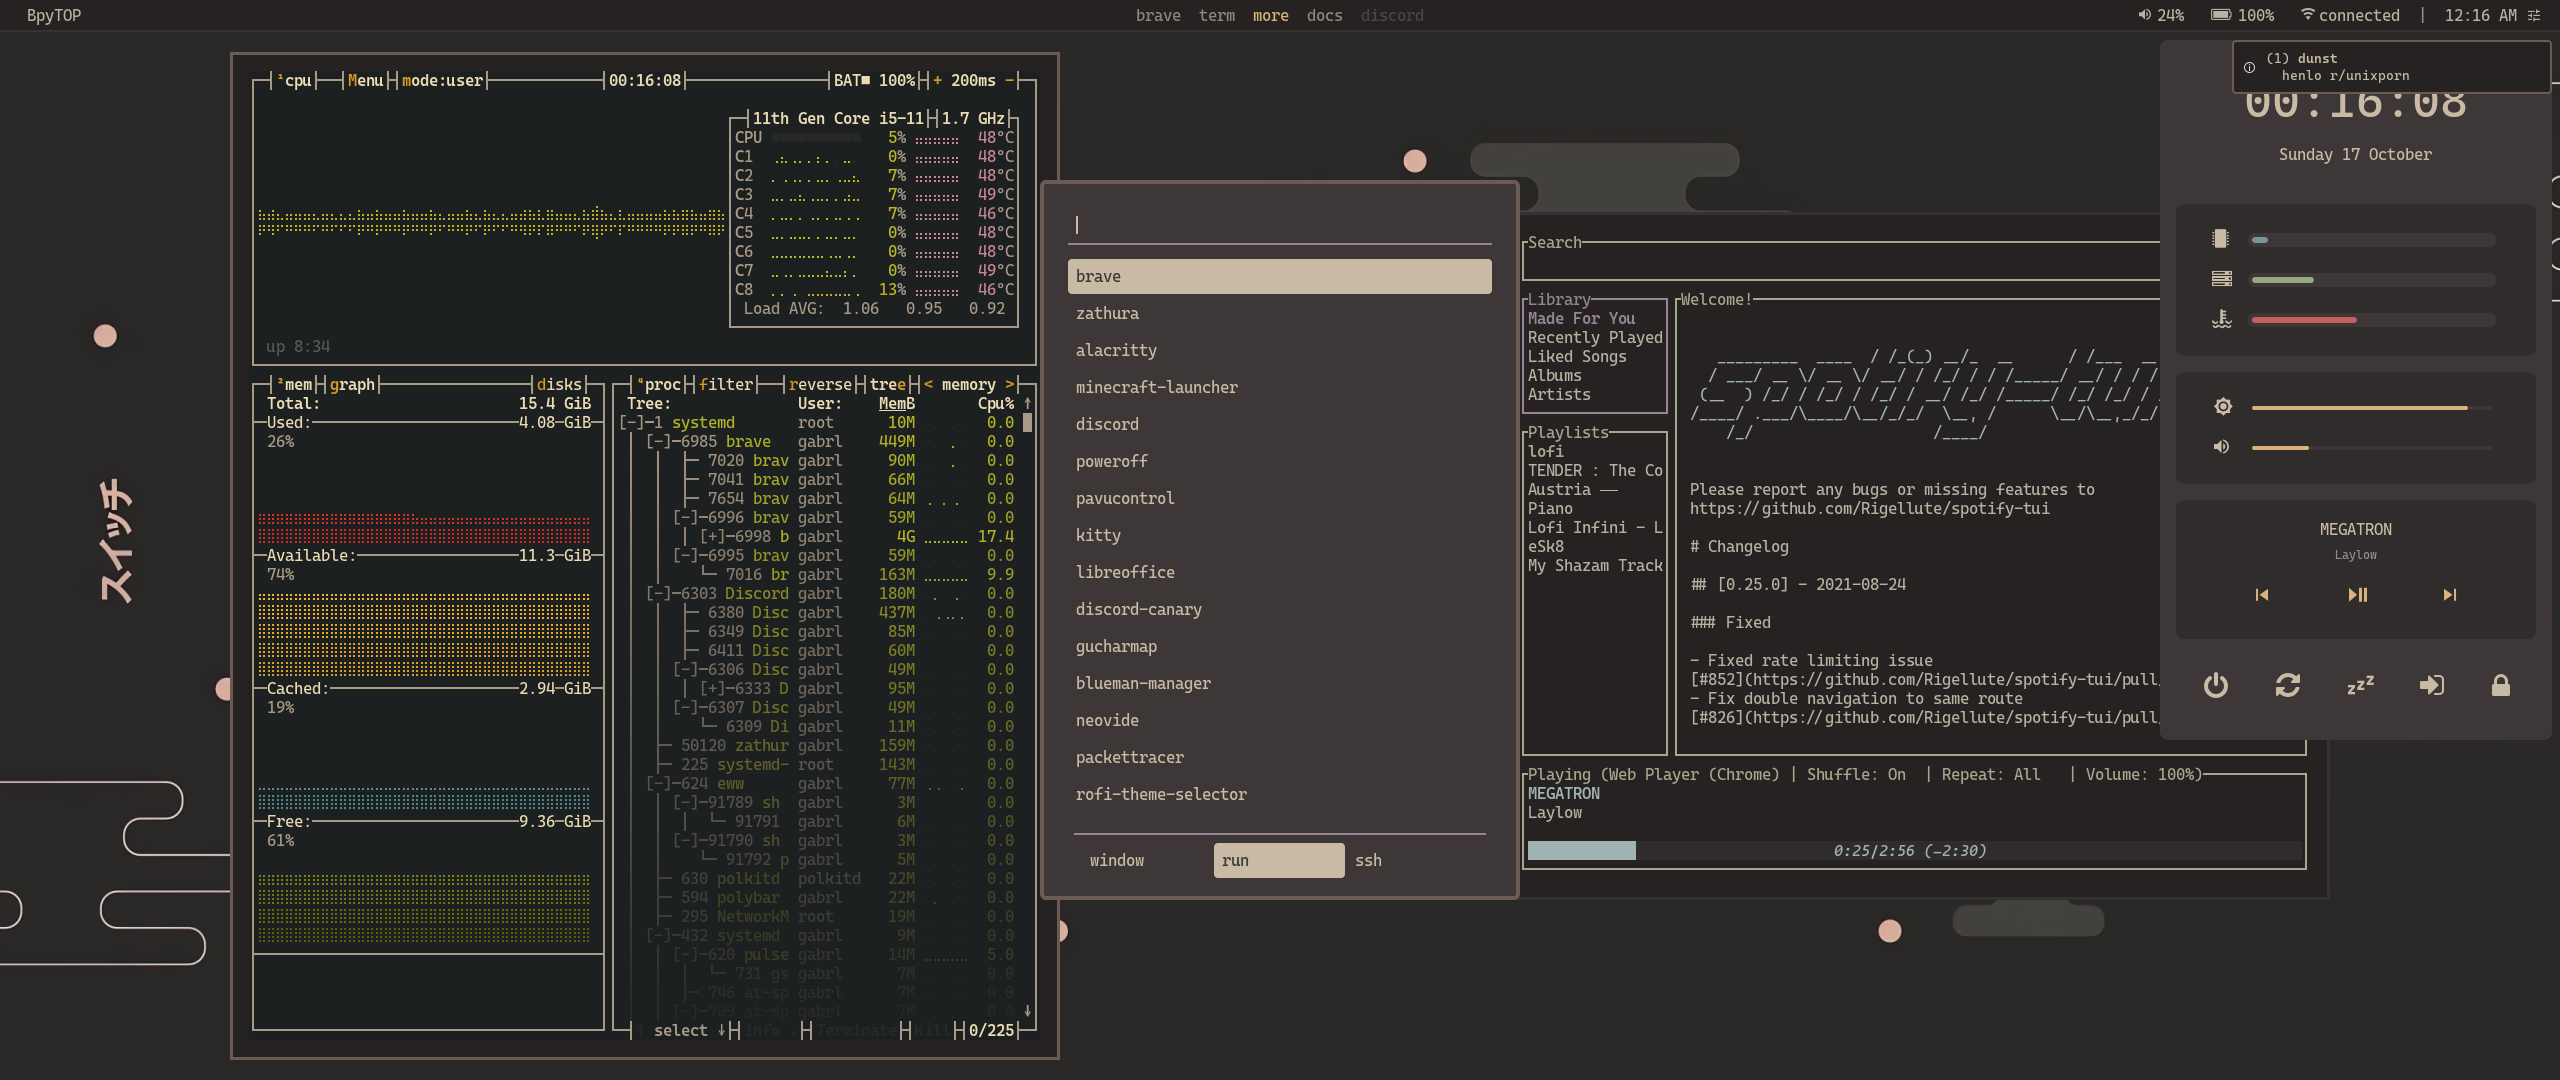 BpyTOP
brave term more docs discord
24% 100% connected | 12:16 AM
(1) dunst
henlo r/unixporn
00:16:08
Sunday 17 October
MEGATRON
Laylow
スイッチ
¹cpu Menu mode:user 00:16:08 BAT■ 100% + 200ms -
11th Gen Core i5-11 1.7 GHz
CPU 5% 48°C
C1 0% 48°C
C2 7% 48°C
C3 7% 49°C
C4 7% 46°C
C5 0% 48°C
C6 0% 48°C
C7 0% 49°C
C8 13% 46°C
Load AVG: 1.06 0.95 0.92
up 8:34
²mem graph disks
Total: 15.4 GiB
Used: 4.08 GiB
26%
Available: 11.3 GiB
74%
Cached: 2.94 GiB
19%
Free: 9.36 GiB
61%
⁴proc filter reverse tree < memory >
Tree: User: MemB Cpu% ↑
[-]-1 systemd root 10M 0.0
[-]-6985 brave gabrl 449M 0.0
7020 brav gabrl 90M 0.0
7041 brav gabrl 66M 0.0
7654 brav gabrl 64M 0.0
[-]-6996 brav gabrl 59M 0.0
[+]-6998 b gabrl 4G 17.4
[-]-6995 brav gabrl 59M 0.0
7016 br gabrl 163M 9.9
[-]-6303 Discord gabrl 180M 0.0
6380 Disc gabrl 437M 0.0
6349 Disc gabrl 85M 0.0
6411 Disc gabrl 60M 0.0
[-]-6306 Disc gabrl 49M 0.0
[+]-6333 D gabrl 95M 0.0
[-]-6307 Disc gabrl 49M 0.0
6309 Di gabrl 11M 0.0
50120 zathur gabrl 159M 0.0
225 systemd- root 143M 0.0
[-]-624 eww gabrl 77M 0.0
[-]-91789 sh gabrl 3M 0.0
91791 gabrl 6M 0.0
[-]-91790 sh gabrl 3M 0.0
91792 p gabrl 5M 0.0
630 polkitd polkitd 22M 0.0
594 polybar gabrl 22M 0.0
295 NetworkM root 19M 0.0
[-]-432 systemd gabrl 9M 0.0
[-]-620 pulse gabrl 14M 5.0
731 gs gabrl 7M 0.0
746 at-sp gabrl 7M 0.0
[-]-709 at-sp gabrl 7M 0.0 ↓
select ↓ info Terminate Kill 0/225
brave
zathura
alacritty
minecraft-launcher
discord
poweroff
pavucontrol
kitty
libreoffice
discord-canary
gucharmap
blueman-manager
neovide
packettracer
rofi-theme-selector
window run ssh
Search
Library
Made For You
Recently Played
Liked Songs
Albums
Artists
Playlists
lofi
TENDER : The Co
Austria ——
Piano
Lofi Infini - L
eSk8
My Shazam Track
Welcome!
Please report any bugs or missing features to
https://github.com/Rigellute/spotify-tui
# Changelog
## [0.25.0] - 2021-08-24
### Fixed
- Fixed rate limiting issue
[#852](https://github.com/Rigellute/spotify-tui/pull/
- Fix double navigation to same route
[#826](https://github.com/Rigellute/spotify-tui/pull/
Playing (Web Player (Chrome) | Shuffle: On | Repeat: All | Volume: 100%)
MEGATRON
Laylow
0:25/2:56 (-2:30)